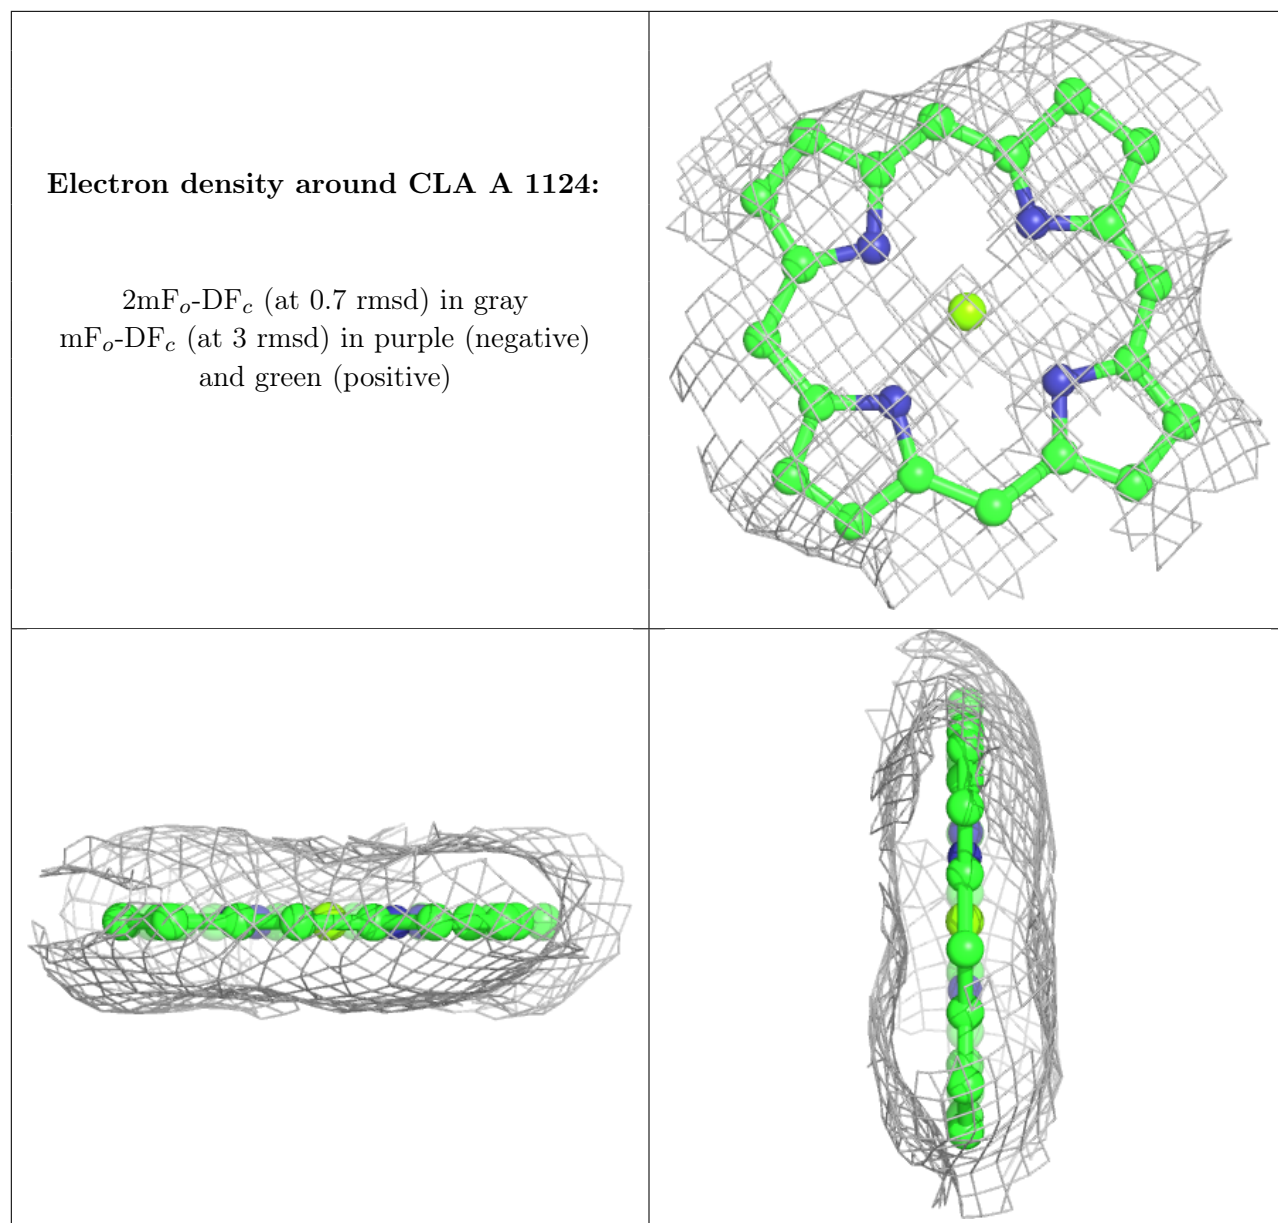 Electron density around CLA A 1124:
2mFₒ-DF𝒸 (at 0.7 rmsd) in gray
mFₒ-DF𝒸 (at 3 rmsd) in purple (negative)
and green (positive)